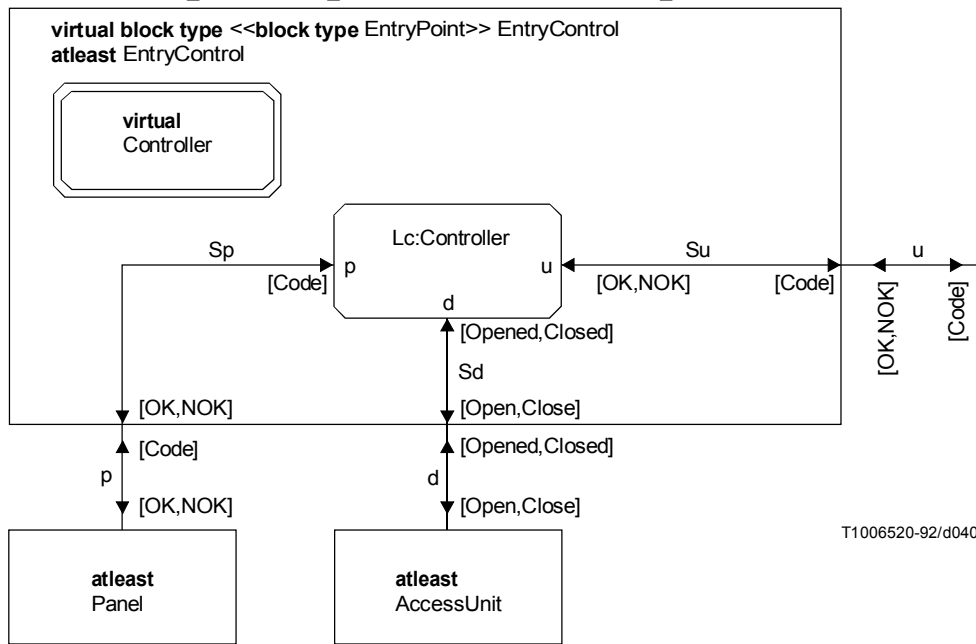 virtual block type <<block type EntryPoint>> EntryControl
atleast EntryControl
virtual
Controller
Lc:Controller
Sp
Su
u
p
u
[Code]
[OK,NOK]
[Code]
[OK,NOK]
[Code]
d
[Opened,Closed]
Sd
[OK,NOK]
[Open,Close]
[Code]
[Opened,Closed]
p
d
[OK,NOK]
[Open,Close]
T1006520-92/d040
atleast
Panel
atleast
AccessUnit